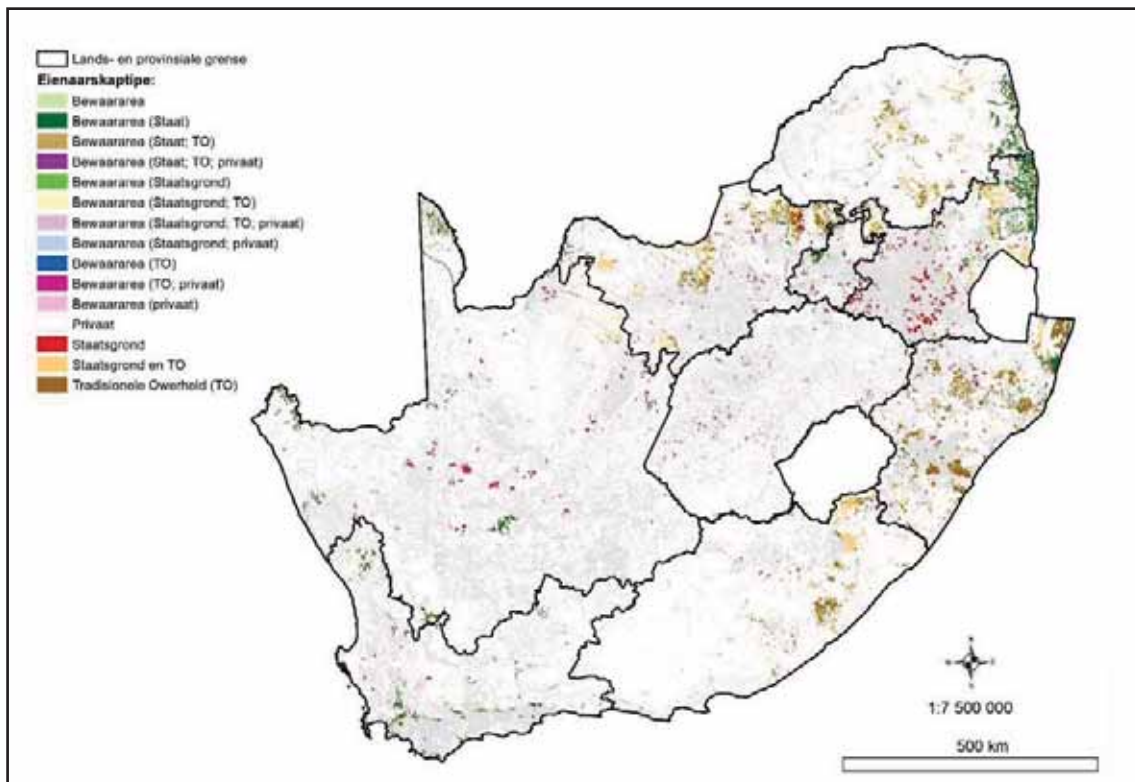 Lands- en provinsiale grense
Eienaarskaptipe:
Bewaararea
Bewaararea (Staat)
Bewaararea (Staat; TO)
Bewaararea (Staat; TO; privaat)
Bewaararea (Staatsgrond)
Bewaararea (Staatsgrond; TO)
Bewaararea (Staatsgrond; TO; privaat)
Bewaararea (Staatsgrond; privaat)
Bewaararea (TO)
Bewaararea (TO; privaat)
Bewaararea (privaat)
Privaat
Staatsgrond
Staatsgrond en TO
Tradisionele Owerheid (TO)
1:7 500 000
500 km